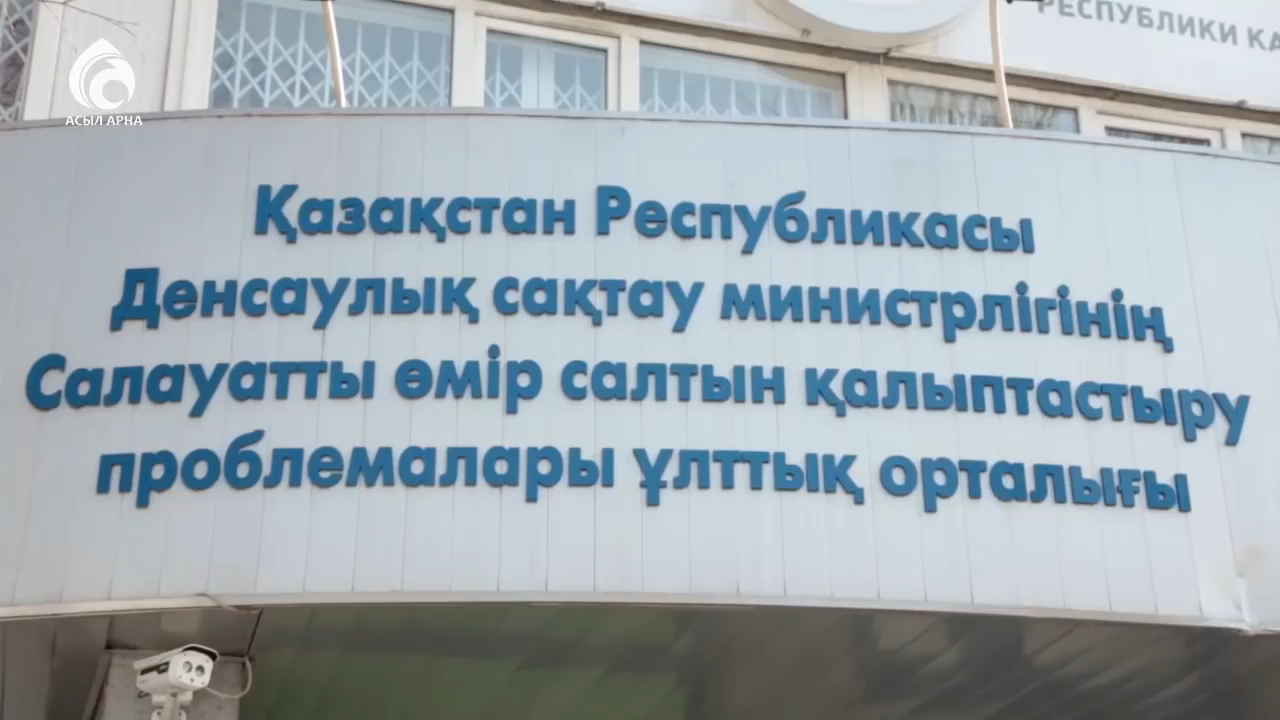 РЕСПУБЛИКИ КА
АСЫЛ АРНА
Қазақстан Республикасы
Денсаулық сақтау министрлігінің
Салауатты өмір салтын қалыптастыру
проблемалары ұлттық орталығы